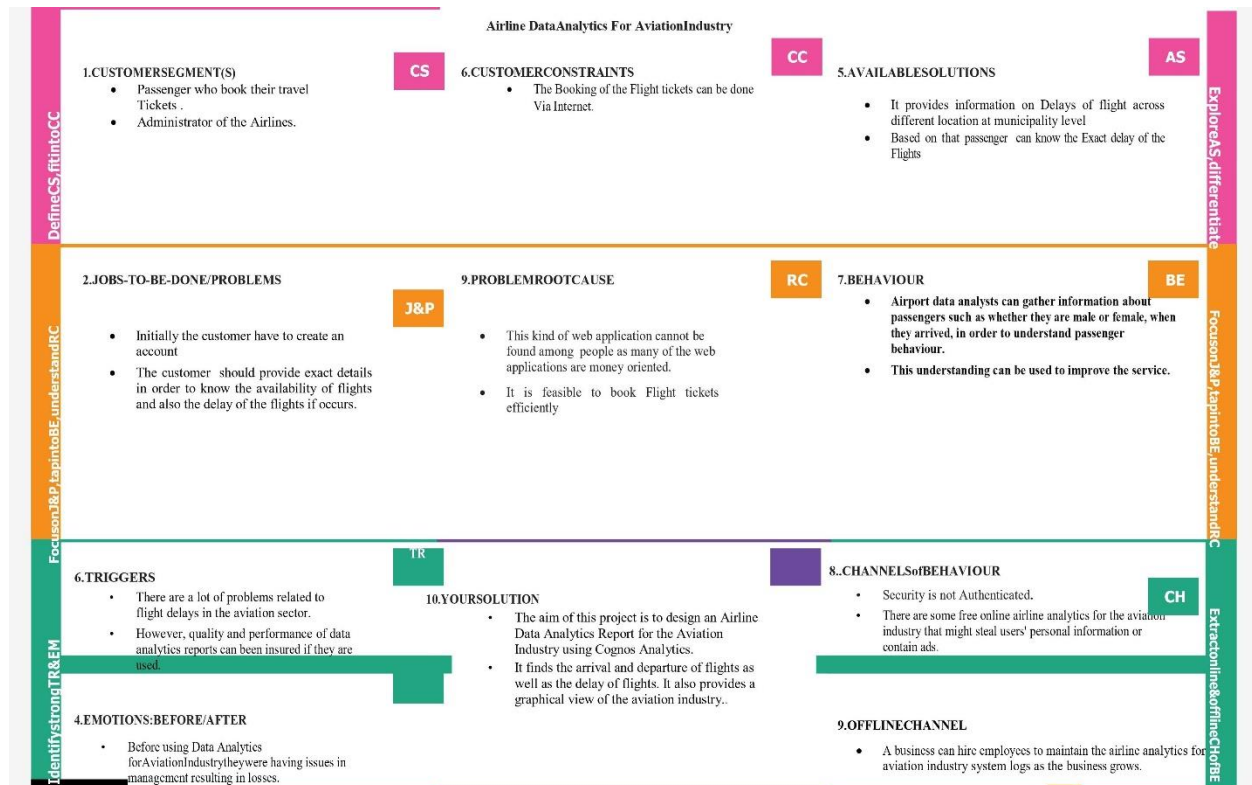 Airline DataAnalytics For AviationIndustry
DefineCS,fitintoCC
1.CUSTOMERSEGMENT(S)
CS
• Passenger who book their travel
Tickets .
• Administrator of the Airlines.
6.CUSTOMERCONSTRAINTS
CC
• The Booking of the Flight tickets can be done
Via Internet.
5.AVAILABLESOLUTIONS
AS
• It provides information on Delays of flight across
different location at municipality level
• Based on that passenger can know the Exact delay of the
Flights
ExploreAS,differentiate
FocusonJ&P,tapintoBE,understandRC
2.JOBS-TO-BE-DONE/PROBLEMS
J&P
• Initially the customer have to create an
account
• The customer should provide exact details
in order to know the availability of flights
and also the delay of the flights if occurs.
9.PROBLEMROOTCAUSE
RC
• This kind of web application cannot be
found among people as many of the web
applications are money oriented.
• It is feasible to book Flight tickets
efficiently
7.BEHAVIOUR
BE
• Airport data analysts can gather information about
passengers such as whether they are male or female, when
they arrived, in order to understand passenger
behaviour.
• This understanding can be used to improve the service.
FocusonJ&P,tapintoBE,understandRC
IdentifystrongTR&EM
6.TRIGGERS
TR
• There are a lot of problems related to
flight delays in the aviation sector.
• However, quality and performance of data
analytics reports can been insured if they are
used.
4.EMOTIONS:BEFORE/AFTER
• Before using Data Analytics
forAviationIndustrytheywere having issues in
management resulting in losses.
10.YOURSOLUTION
• The aim of this project is to design an Airline
Data Analytics Report for the Aviation
Industry using Cognos Analytics.
• It finds the arrival and departure of flights as
well as the delay of flights. It also provides a
graphical view of the aviation industry..
8..CHANNELSofBEHAVIOUR
CH
• Security is not Authenticated.
• There are some free online airline analytics for the aviation
industry that might steal users' personal information or
contain ads.
9.OFFLINECHANNEL
• A business can hire employees to maintain the airline analytics for
aviation industry system logs as the business grows.
Extractonline&offlineCHofBE